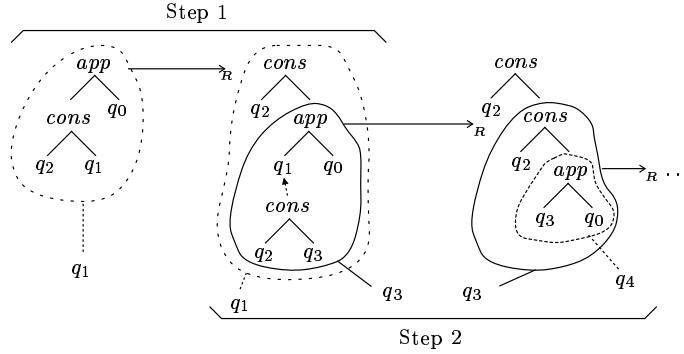 Step 1
app R cons cons
cons q0 q2 app R q2 cons
q2 q1 q1 q0 q2 app R ..
cons q3 q0
q2 q3
q1 q4
q1 q3 q3
Step 2